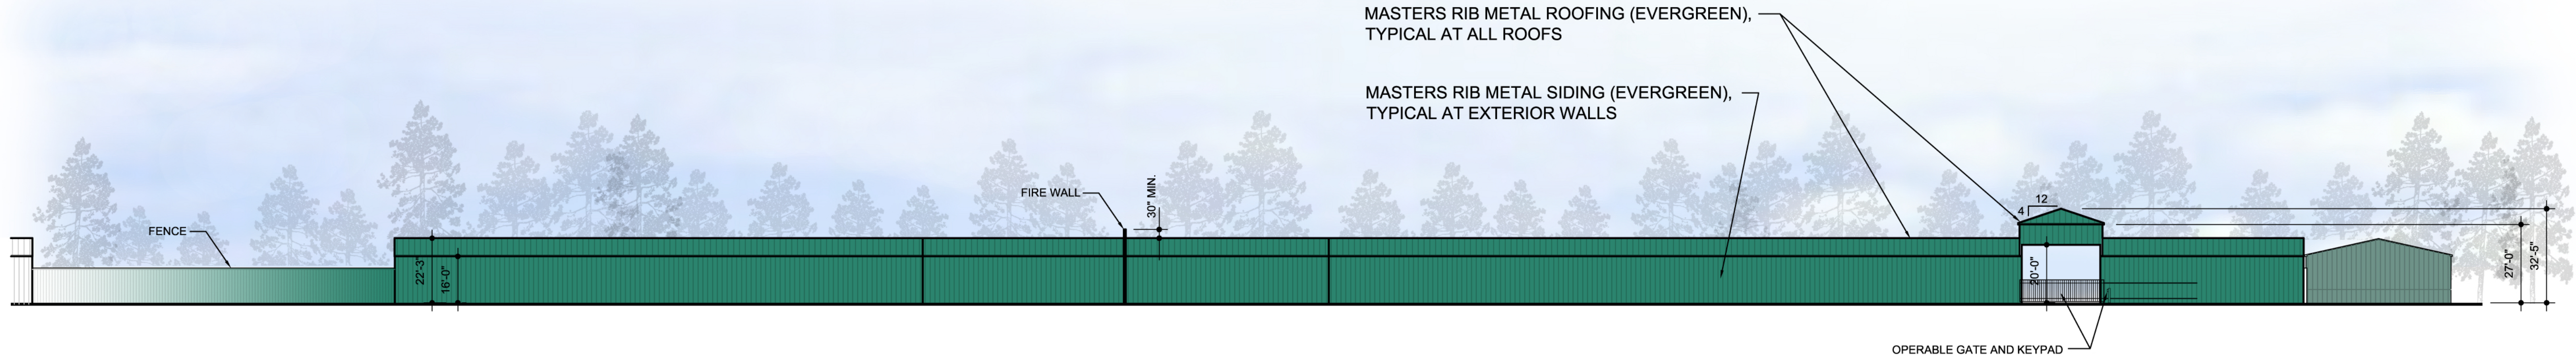 MASTERS RIB METAL ROOFING (EVERGREEN),
TYPICAL AT ALL ROOFS
MASTERS RIB METAL SIDING (EVERGREEN),
TYPICAL AT EXTERIOR WALLS
FIRE WALL
30" MIN.
12
4
FENCE
22'-3"
16'-0"
20'-0"
27'-0"
32'-5"
OPERABLE GATE AND KEYPAD